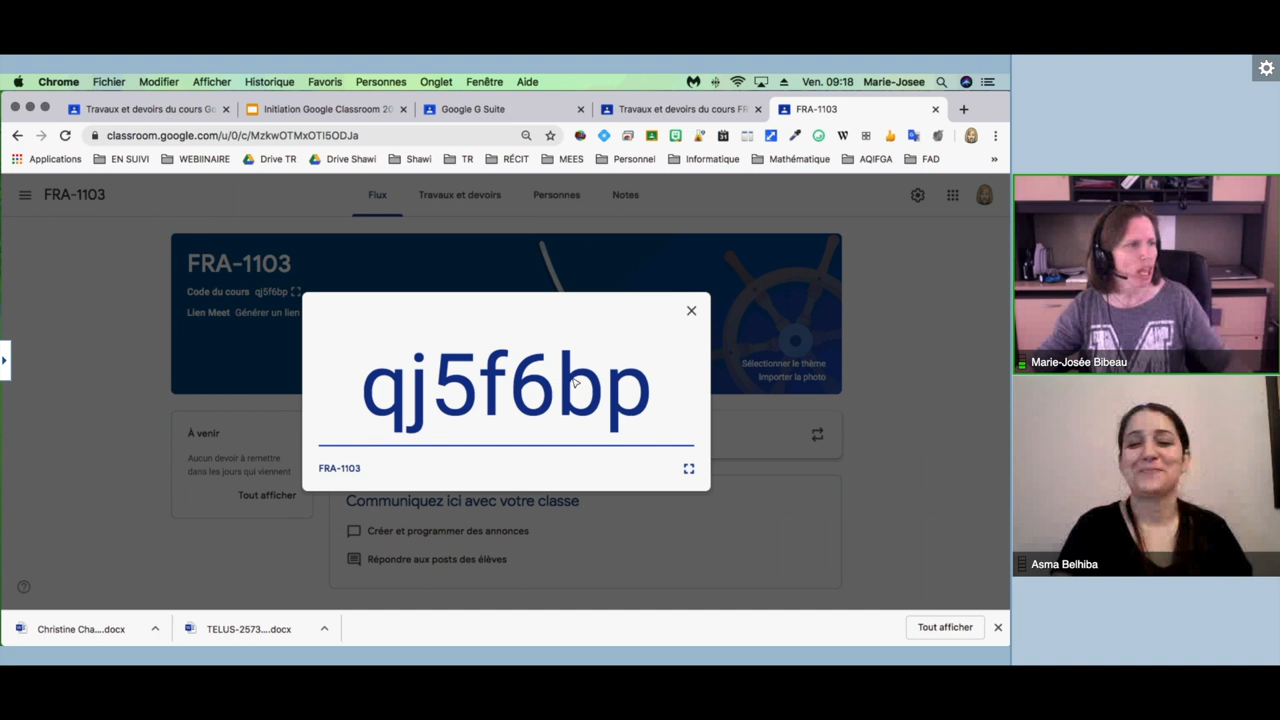 Chrome Fichier Modifier Afficher Historique Favoris Personnes Onglet Fenêtre Aide Ven. 09:18 Marie-Josee
Travaux et devoirs du cours Go Initiation Google Classroom 20 Google G Suite Travaux et devoirs du cours FR FRA-1103
classroom.google.com/u/0/c/MzkwOTMxOTI5ODJa
Applications EN SUIVI WEBIINAIRE Drive TR Drive Shawi Shawi TR RÉCIT MEES Personnel Informatique Mathématique AQIFGA FAD »
FRA-1103 Flux Travaux et devoirs Personnes Notes
FRA-1103
Code du cours qj5f6bp
Lien Meet Générer un lien
Sélectionner le thème
Importer la photo
qj5f6bp
FRA-1103
À venir
Aucun devoir à remettre
dans les jours qui viennent
Tout afficher
Communiquez ici avec votre classe
Créer et programmer des annonces
Répondre aux posts des élèves
Christine Cha....docx TELUS-2573....docx Tout afficher
Marie-Josée Bibeau
Asma Belhiba